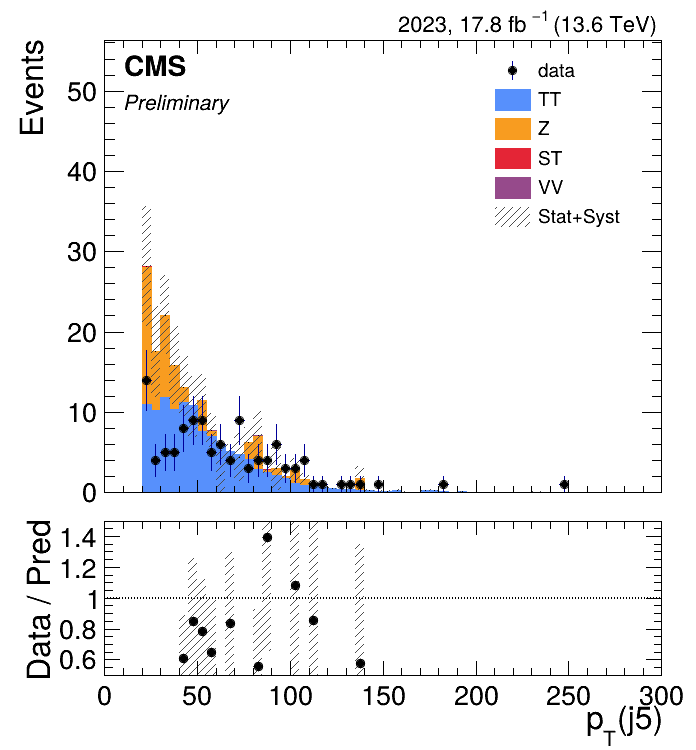 2023, 17.8 fb⁻¹ (13.6 TeV)
CMS
Preliminary
Events
50
40
30
20
10
0
data
TT
Z
ST
VV
Stat+Syst
Data / Pred
1.4
1.2
1
0.8
0.6
0 50 100 150 200 250 300
p_T(j5)